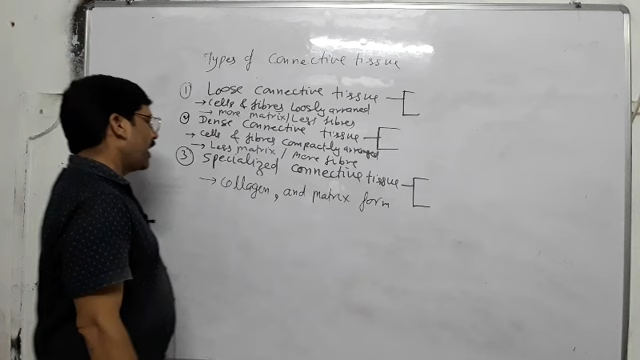 Types of Connective tissue
① Loose Connective tissue
→ Cells & fibres Loosly arranged
→ more matrix/Less fibres
② Dense Connective tissue
→ Cells & fibres compactly arranged
→ Less matrix / more fibre
③ Specialized connective tissue
→ Collagen, and matrix form